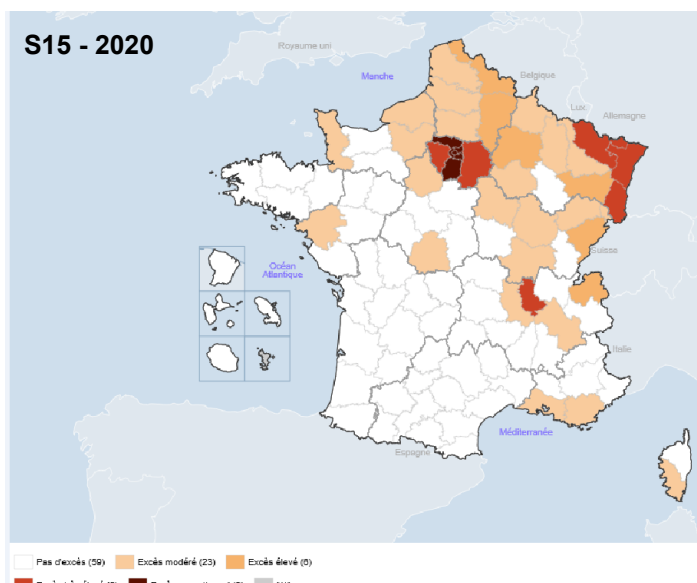 S15 - 2020
Royaume uni
Manche
Belgique
Lux
Allemagne
Suisse
Océan
Atlantique
Italie
Méditerranée
Espagne
Pas d'excès (59) Excès modéré (23) Excès élevé (6)